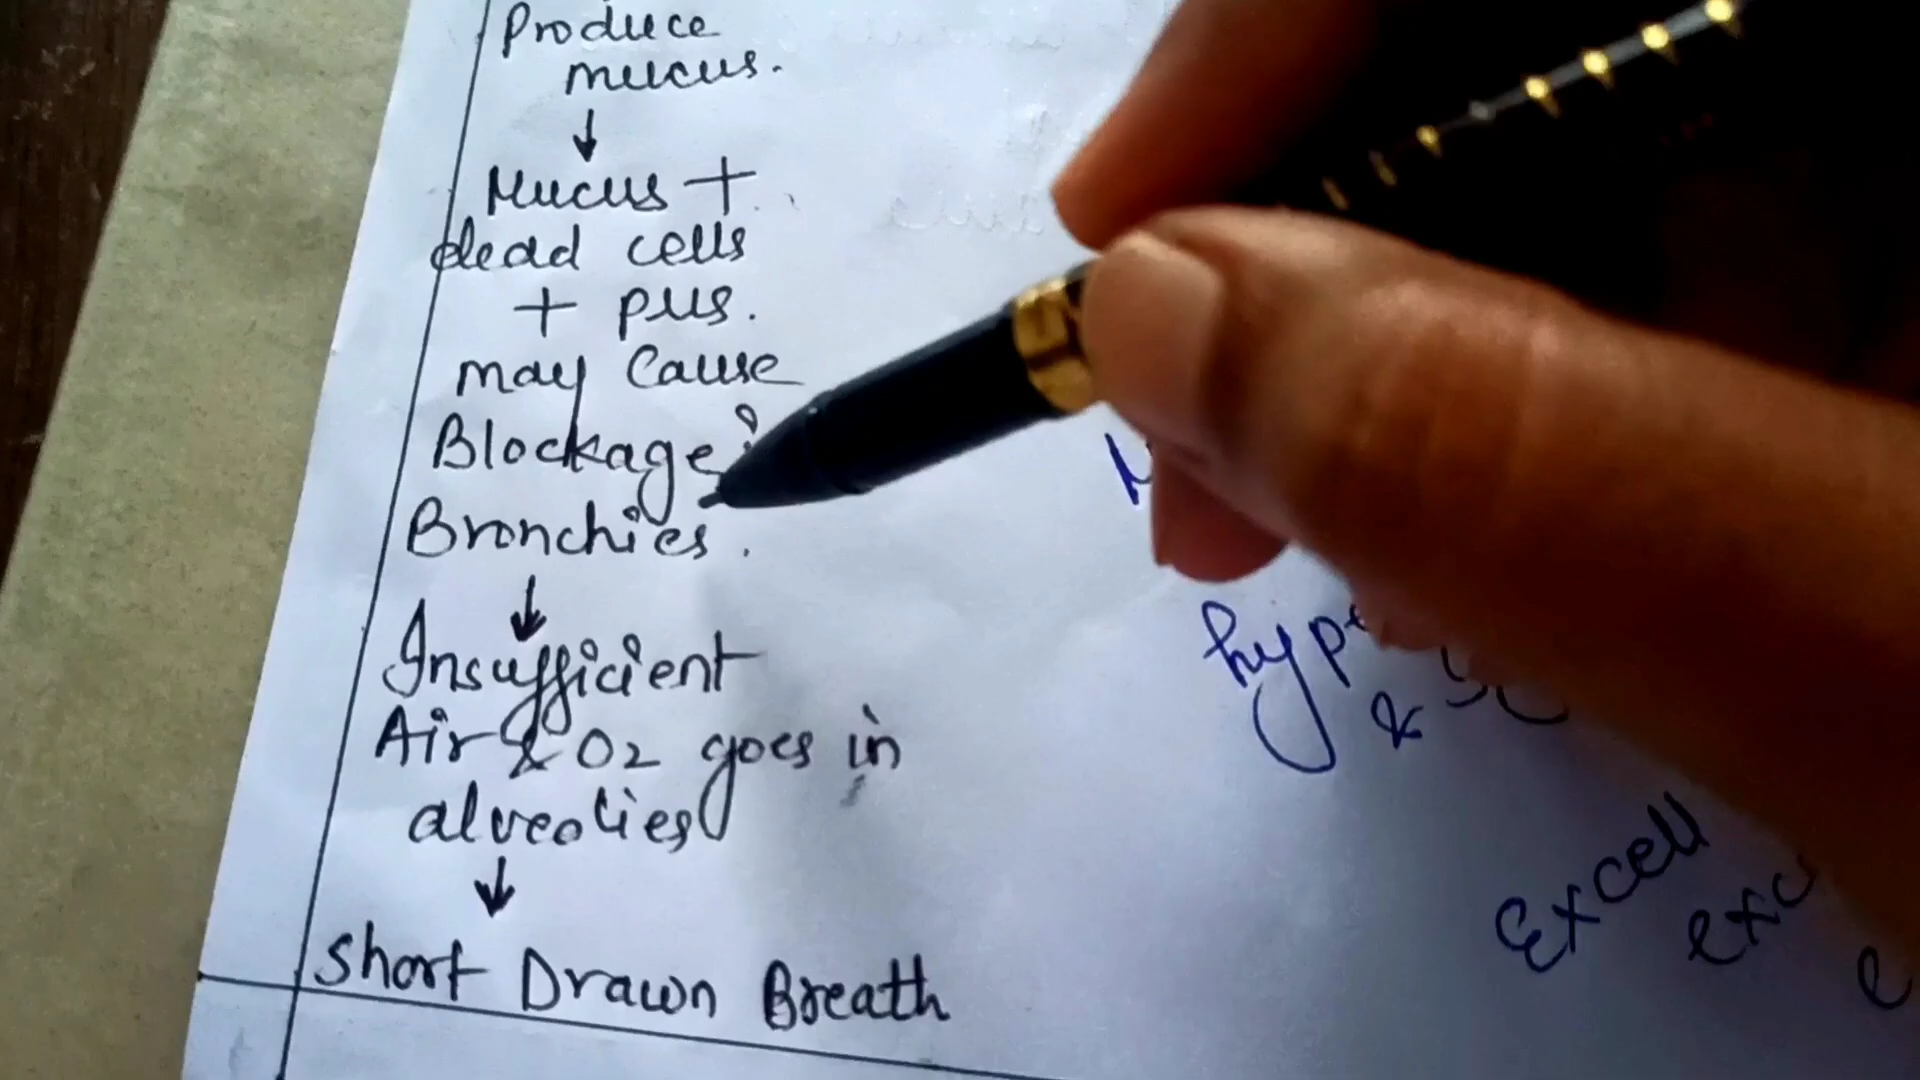 Produce
mucus.
↓
Mucus +
dead cells
+ pus.
may Cause
Blockage
Bronchies.
↓
Insufficient
Air & O2 goes in
alveolies
↓
Short Drawn Breath
&
Excell